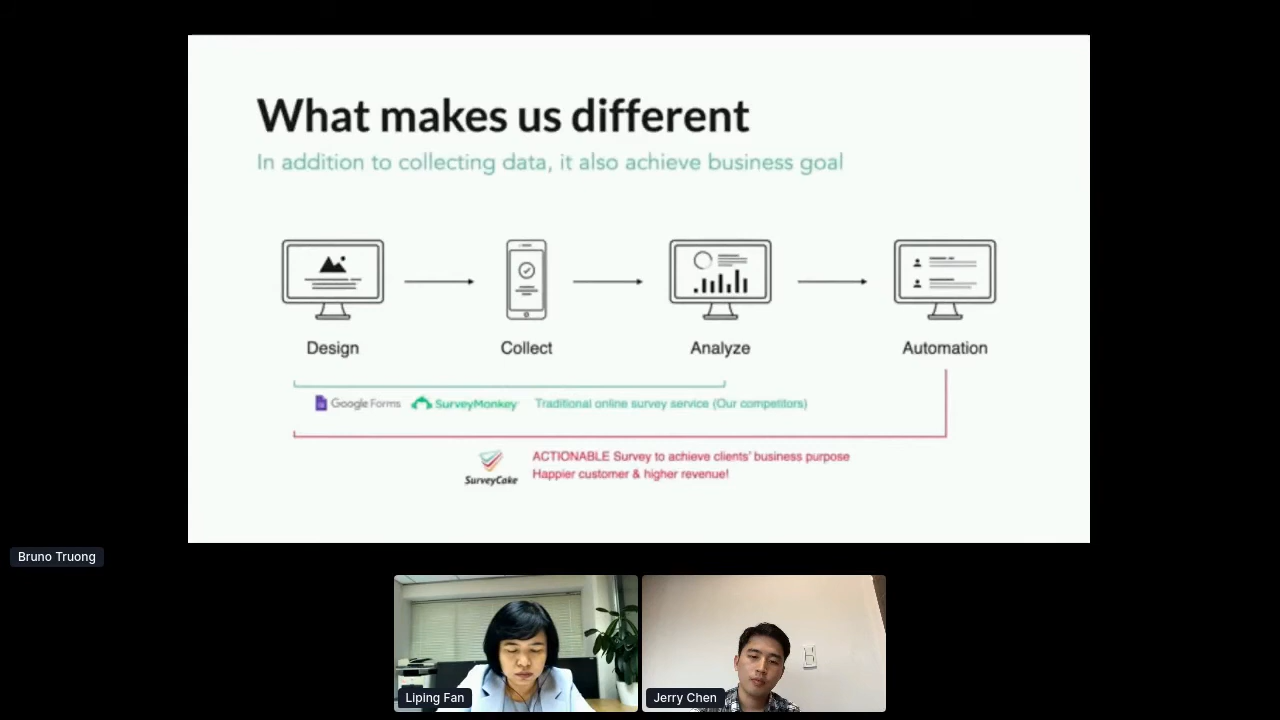 What makes us different
In addition to collecting data, it also achieve business goal
Design
Collect
Analyze
Automation
Google Forms
SurveyMonkey
Traditional online survey service (Our competitors)
SurveyCake
ACTIONABLE Survey to achieve clients' business purpose
Happier customer & higher revenue!
Bruno Truong
Liping Fan
Jerry Chen